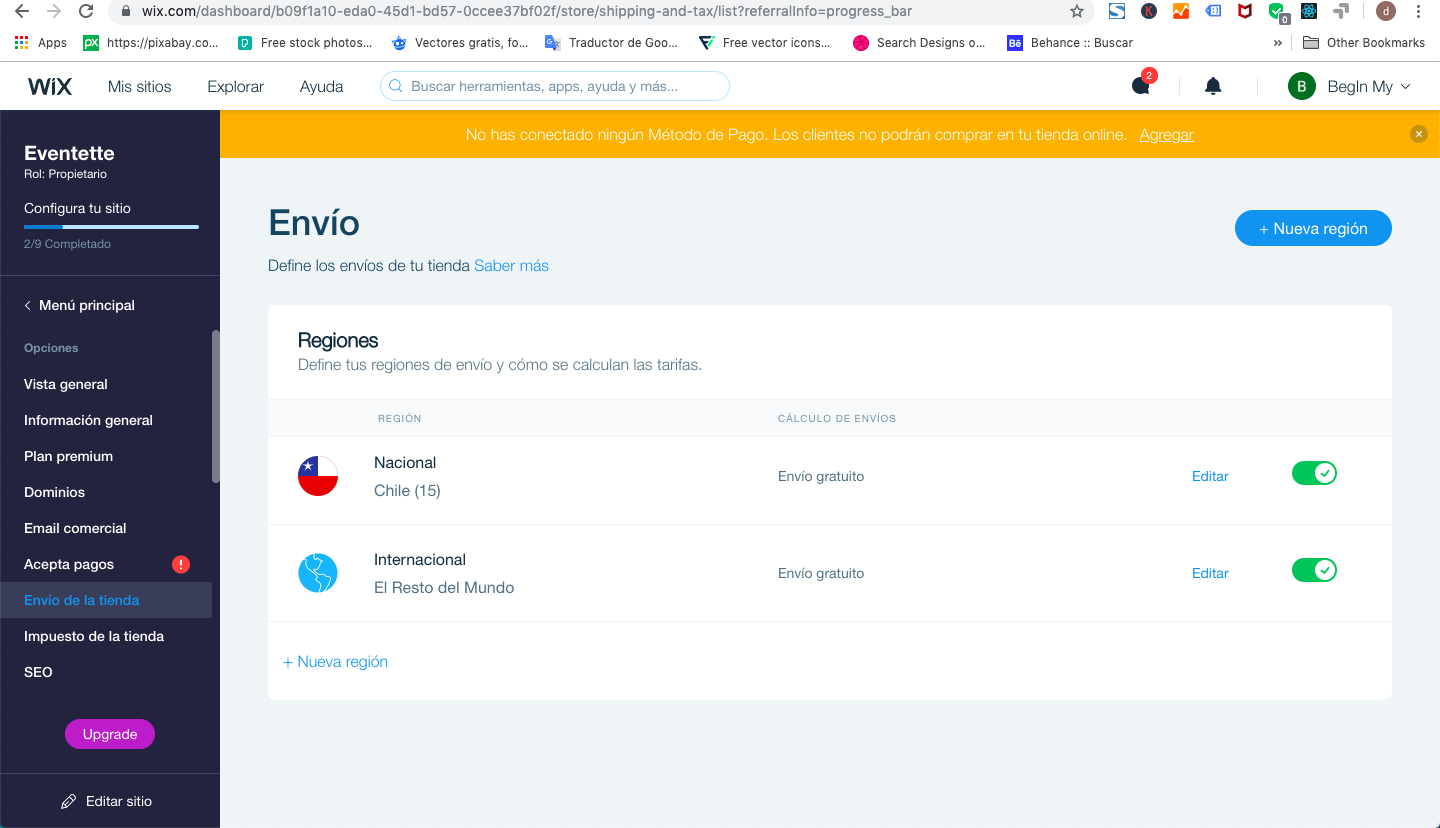 wix.com/dashboard/b09f1a10-eda0-45d1-bd57-0ccee37bf02f/store/shipping-and-tax/list?referralInfo=progress_bar
S K 0 d
Apps px https://pixabay.co... Free stock photos... Vectores gratis, fo... Traductor de Goo... Free vector icons... Search Designs o... Bē Behance :: Buscar » Other Bookmarks
WiX Mis sitios Explorar Ayuda Buscar herramientas, apps, ayuda y más... 2 B BegIn My
No has conectado ningún Método de Pago. Los clientes no podrán comprar en tu tienda online. Agregar
Eventette
Rol: Propietario
Configura tu sitio
2/9 Completado
Menú principal
Opciones
Vista general
Información general
Plan premium
Dominios
Email comercial
Acepta pagos !
Envío de la tienda
Impuesto de la tienda
SEO
Upgrade
Editar sitio
Envío
+ Nueva región
Define los envíos de tu tienda Saber más
Regiones
Define tus regiones de envío y cómo se calculan las tarifas.
REGIÓN CÁLCULO DE ENVÍOS
Nacional
Chile (15)
Envío gratuito
Editar
Internacional
El Resto del Mundo
Envío gratuito
Editar
+ Nueva región